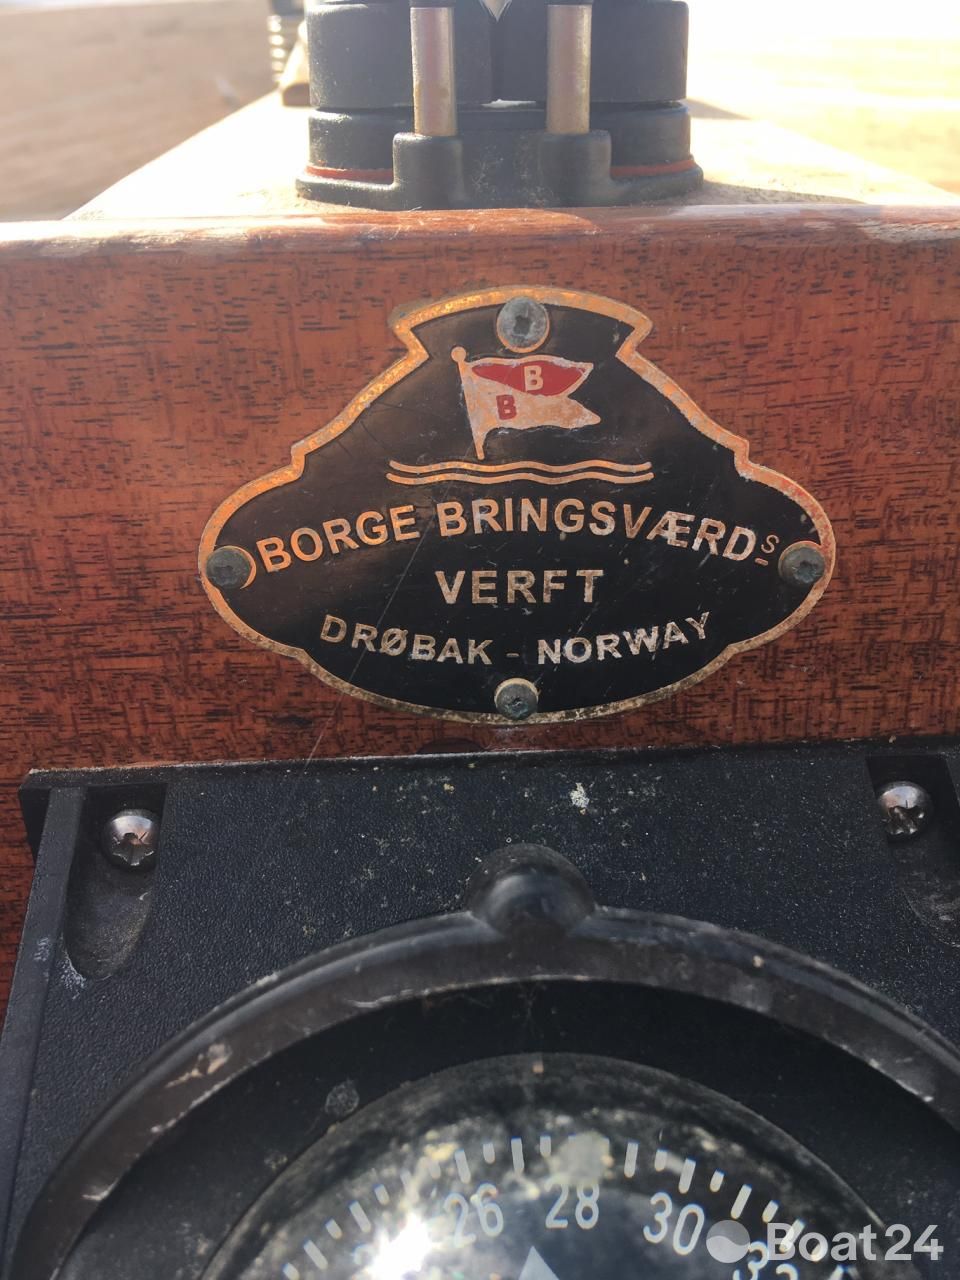 B
B
BORGE BRINGSVÆRDS
VERFT
DRØBAK - NORWAY
26 28 30
Boat24